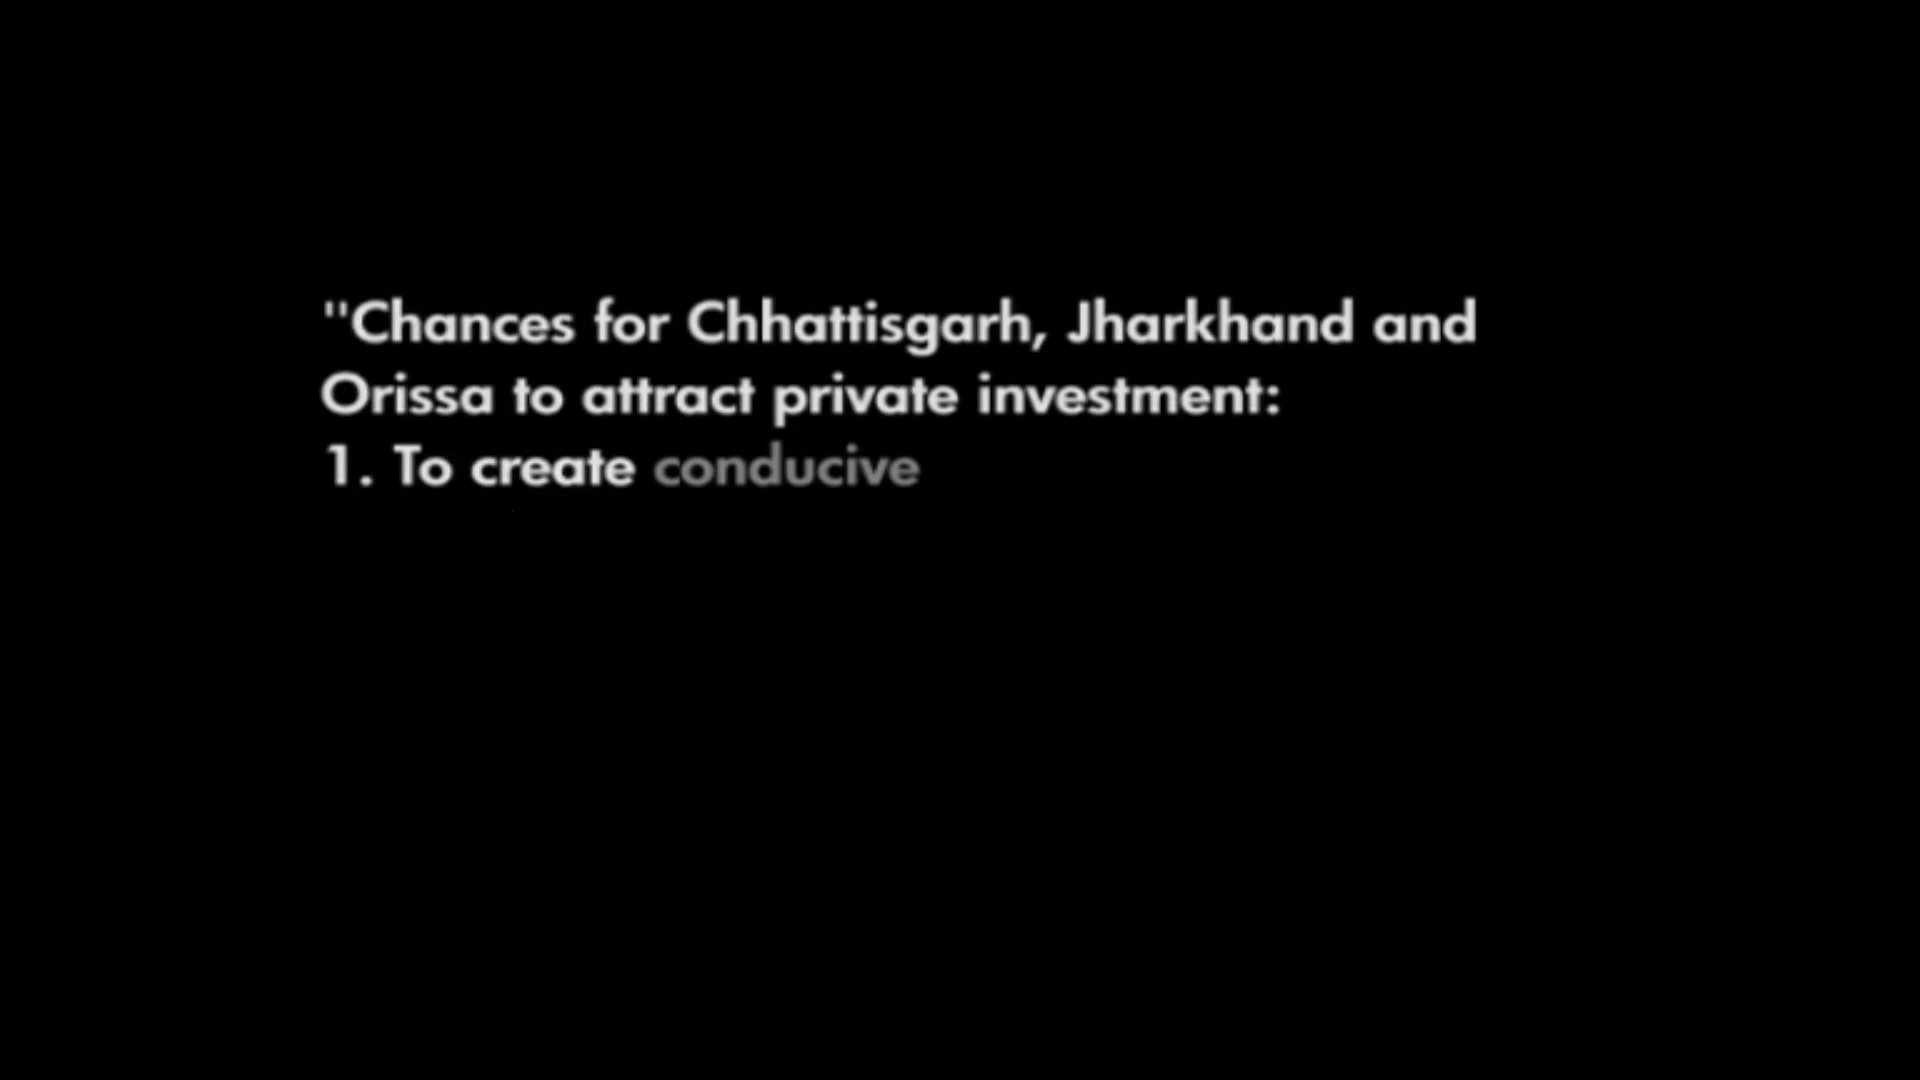 "Chances for Chhattisgarh, Jharkhand and
Orissa to attract private investment:
1. To create conducive